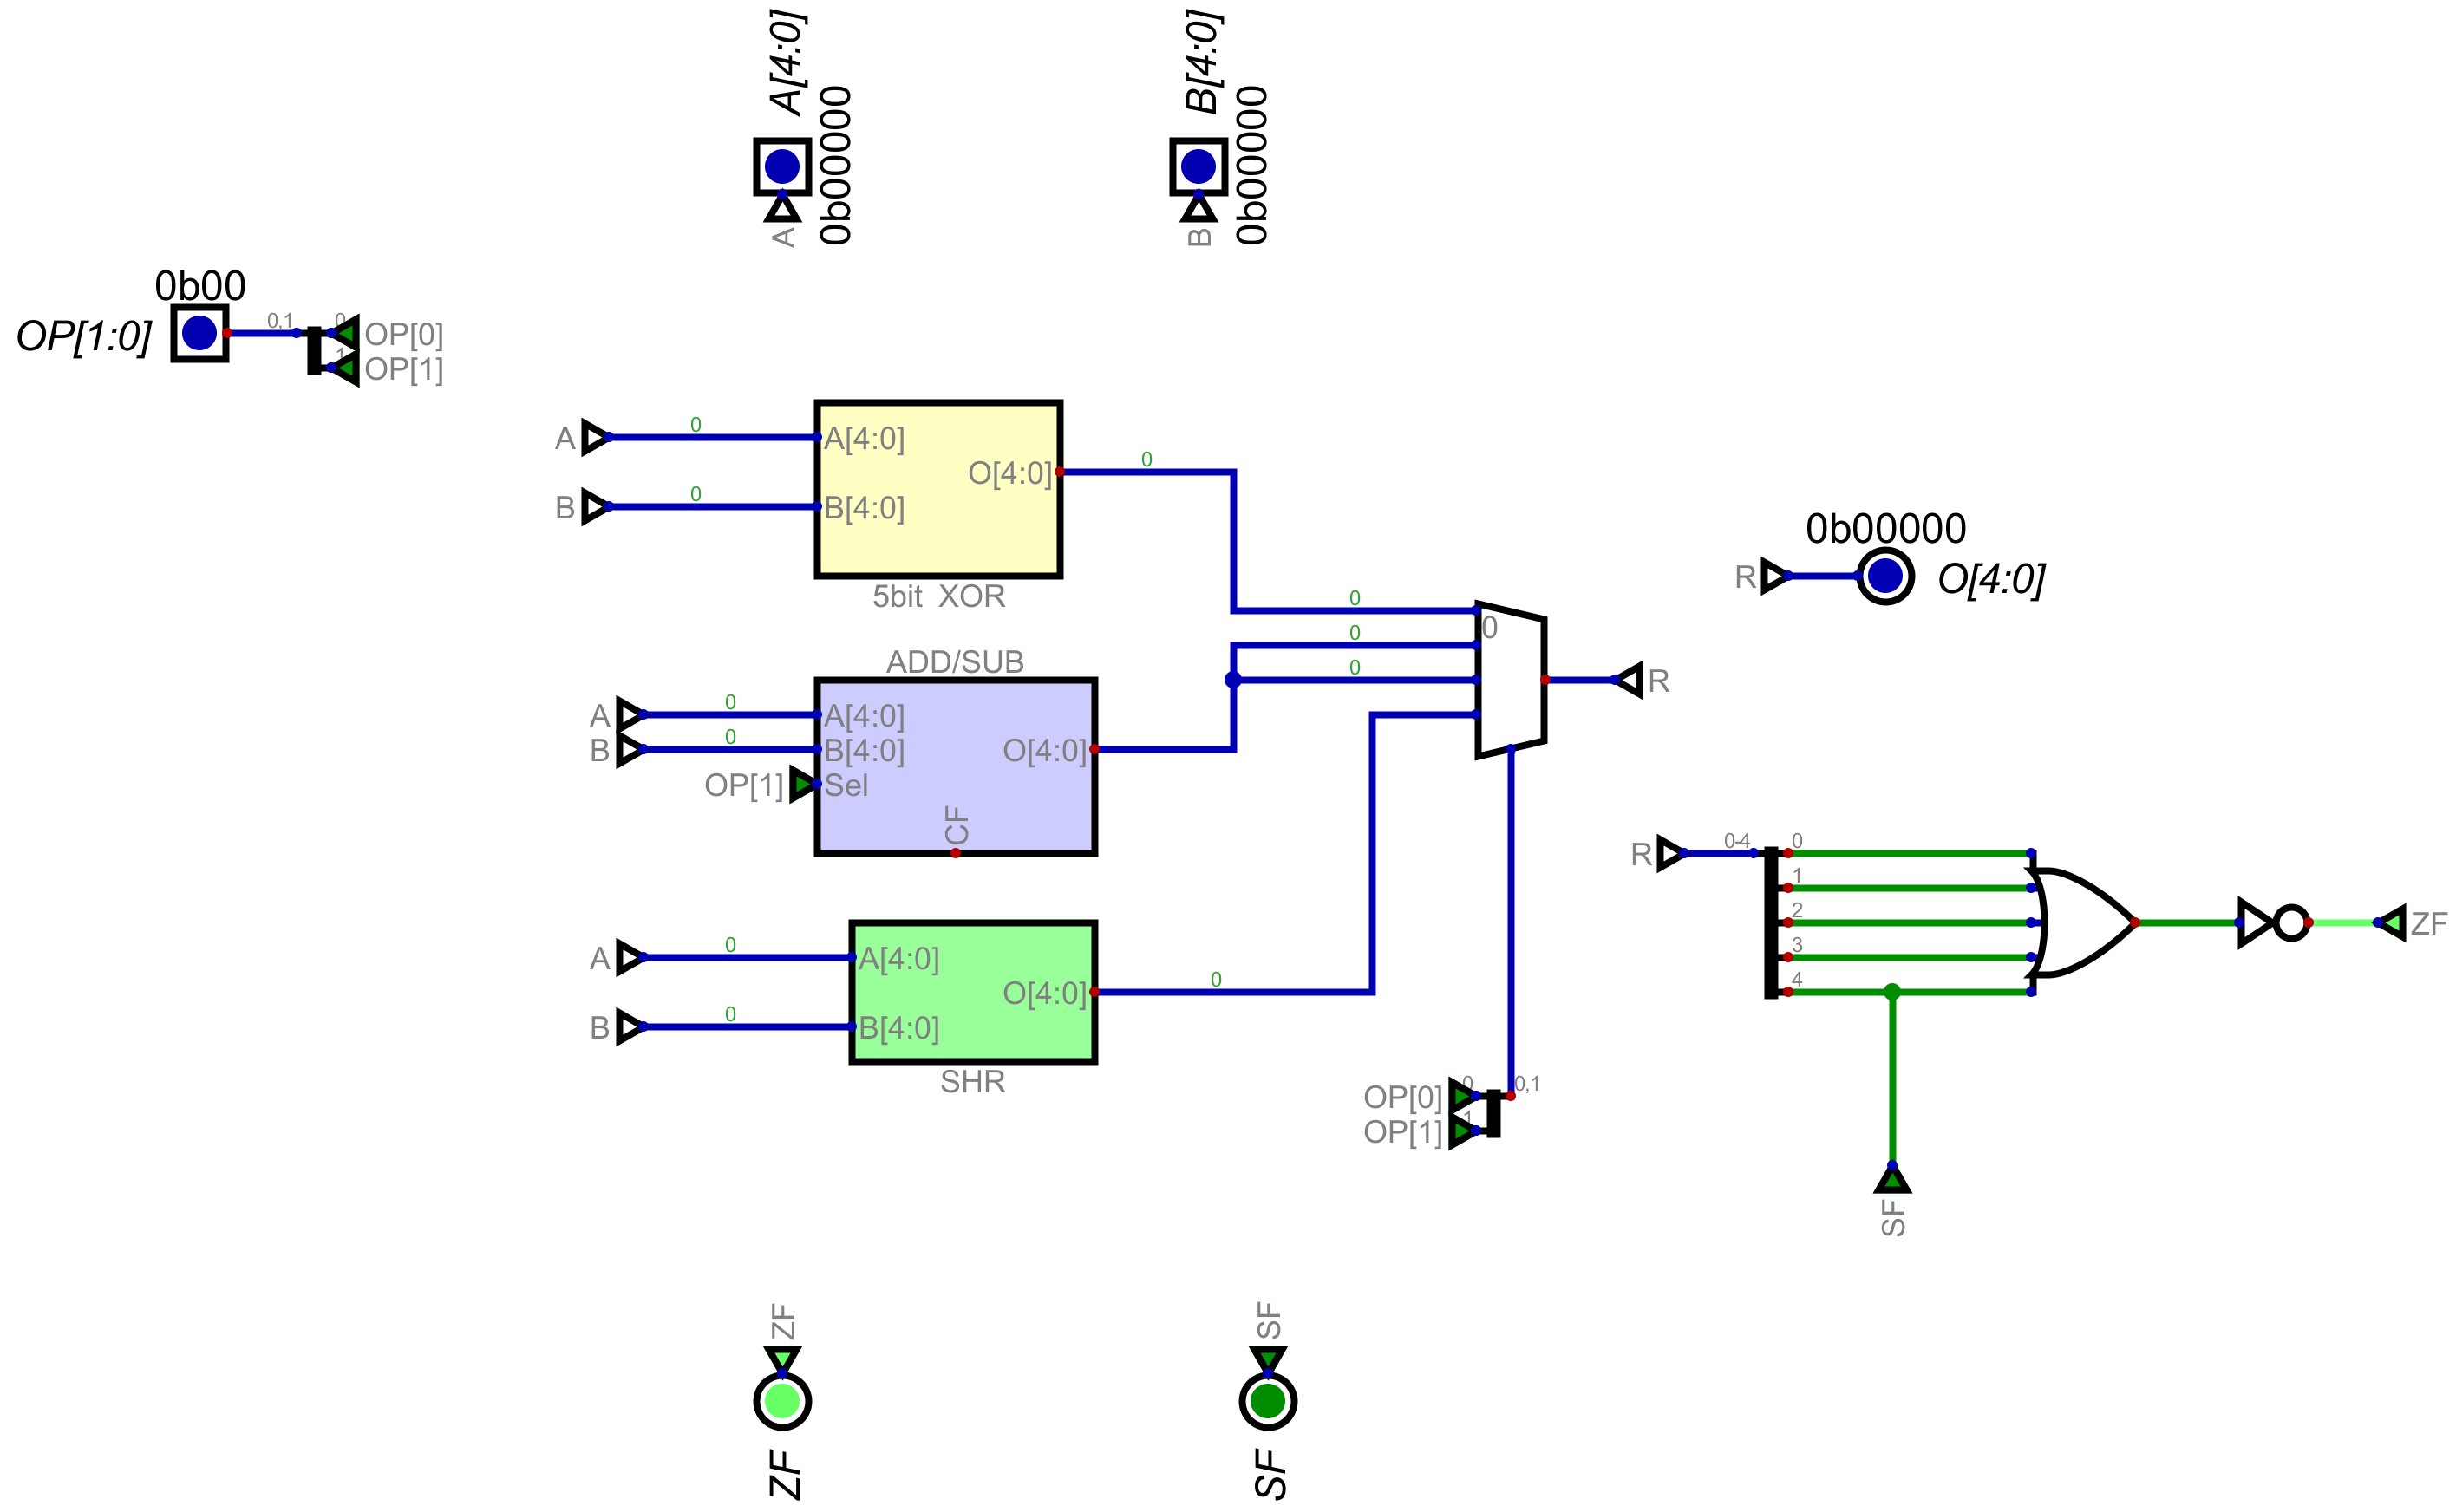 A[4:0]
0b00000
A
B[4:0]
0b00000
B
0b00
OP[1:0]
0,1
0
OP[0]
1
OP[1]
A
0
A[4:0]
B
0
B[4:0]
O[4:0]
0
5bit XOR
0b00000
R
O[4:0]
0
0
0
0
R
ADD/SUB
A
0
A[4:0]
B
0
B[4:0]
O[4:0]
OP[1]
Sel
CF
R
0-4
0
1
2
3
4
ZF
SF
A
0
A[4:0]
O[4:0]
0
B
0
B[4:0]
SHR
OP[0]
0
0,1
OP[1]
1
ZF
ZF
SF
SF